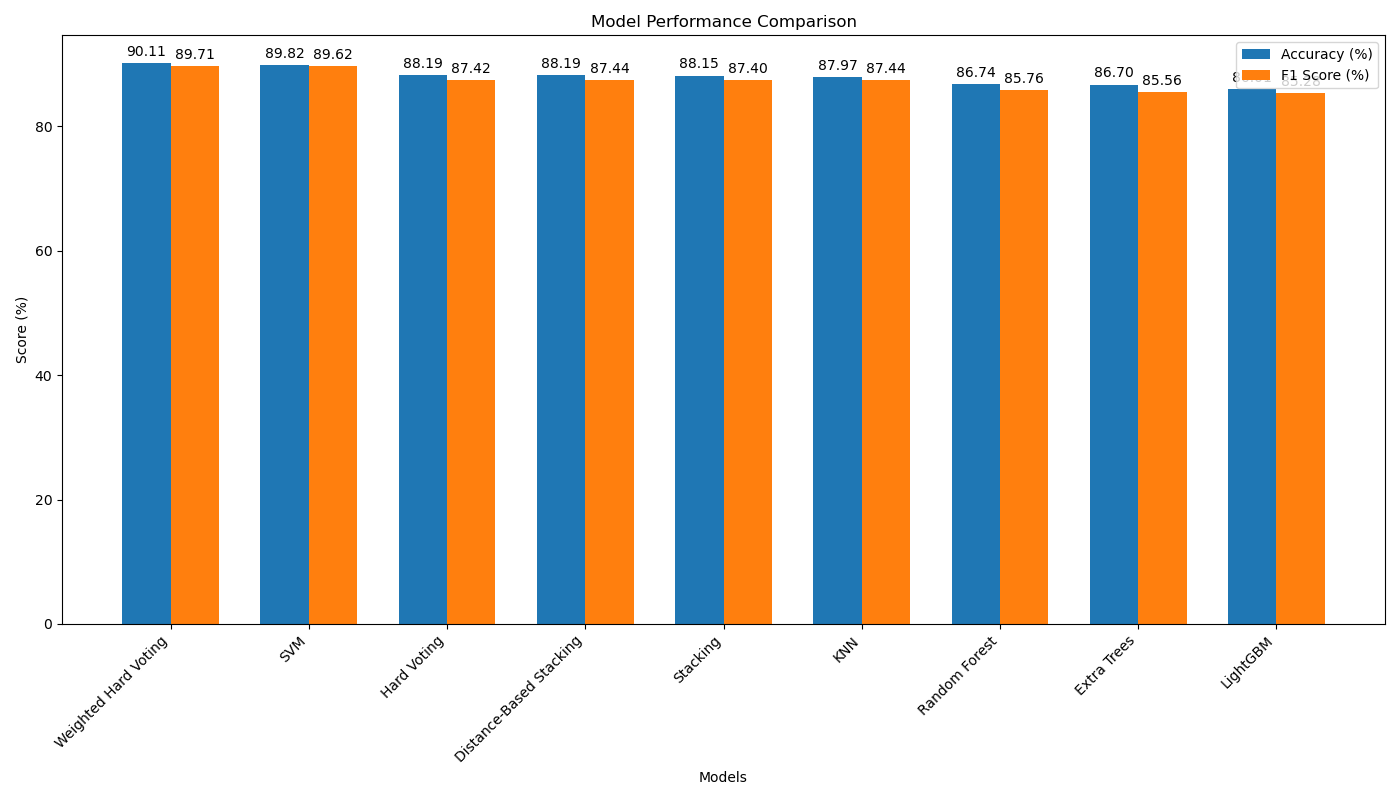 Model Performance Comparison
90.11 89.71 89.82 89.62 88.19 87.42 88.19 87.44 88.15 87.40 87.97 87.44 86.74 85.76 86.70 85.56
Accuracy (%)
F1 Score (%)
Score (%)
80
60
40
20
0
Weighted Hard Voting
SVM
Hard Voting
Distance-Based Stacking
Stacking
KNN
Random Forest
Extra Trees
LightGBM
Models